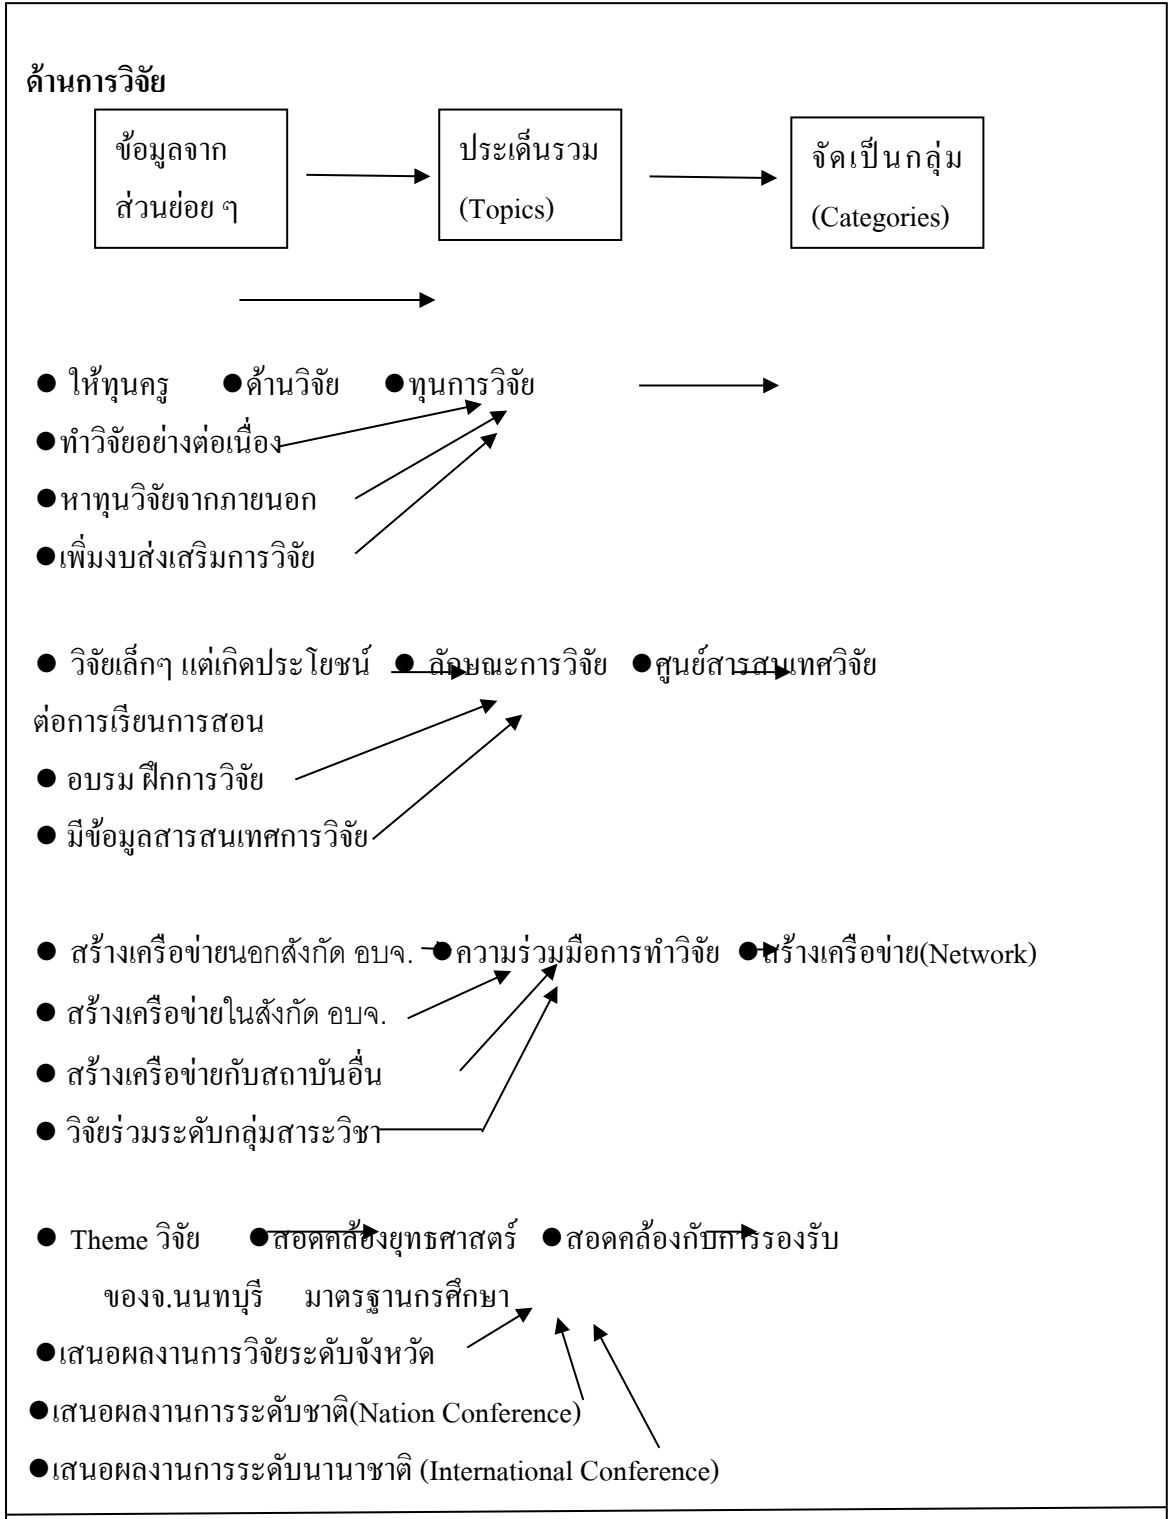 ด้านการวิจัย
ข้อมูลจาก
ส่วนย่อย ๆ
ประเด็นรวม
(Topics)
จัดเป็นกลุ่ม
(Categories)
● ให้ทุนครู ●ด้านวิจัย ●ทุนการวิจัย
●ทำวิจัยอย่างต่อเนื่อง
●หาทุนวิจัยจากภายนอก
●เพิ่มงบส่งเสริมการวิจัย
● วิจัยเล็กๆ แต่เกิดประโยชน์ ● ลักษณะการวิจัย ●ศูนย์สารสนเทศวิจัย
ต่อการเรียนการสอน
● อบรม ฝึกการวิจัย
● มีข้อมูลสารสนเทศการวิจัย
● สร้างเครือข่ายนอกสังกัด อบจ. ●ความร่วมมือการทำวิจัย ●สร้างเครือข่าย(Network)
● สร้างเครือข่ายในสังกัด อบจ.
● สร้างเครือข่ายกับสถาบันอื่น
● วิจัยร่วมระดับกลุ่มสาระวิชา
● Theme วิจัย ●สอดคล้องยุทธศาสตร์ ●สอดคล้องกับการรองรับ
ของจ.นนทบุรี มาตรฐานกรศึกษา
●เสนอผลงานการวิจัยระดับจังหวัด
●เสนอผลงานการระดับชาติ(Nation Conference)
●เสนอผลงานการระดับนานาชาติ (International Conference)